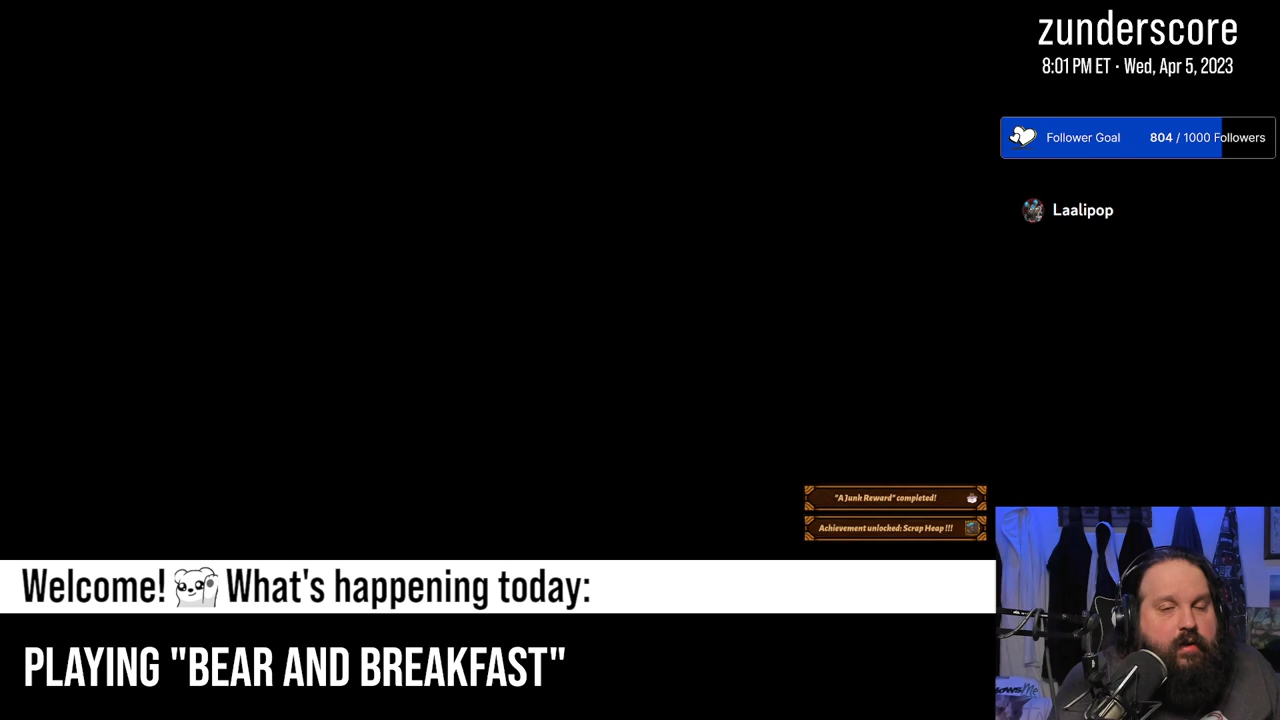 zunderscore
8:01 PM ET · Wed, Apr 5, 2023
Follower Goal 804 / 1000 Followers
Laalipop
"A Junk Reward" completed!
Achievement unlocked: Scrap Heap !!!
Welcome! What's happening today:
PLAYING "BEAR AND BREAKFAST"